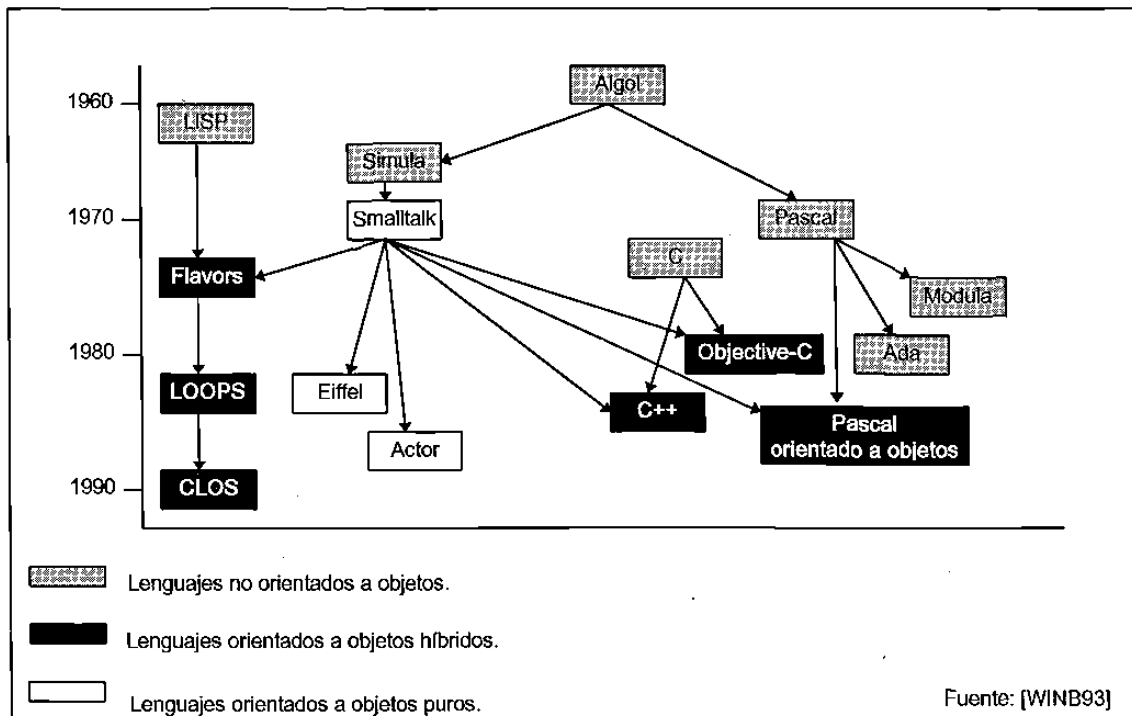 1960
Algol
LISP
Simula
1970
Smalltalk
Pascal
Flavors
C
Modula
1980
Objective-C
Ada
LOOPS
Eiffel
C++
Pascal
orientado a objetos
Actor
1990
CLOS
Lenguajes no orientados a objetos.
Lenguajes orientados a objetos híbridos.
Lenguajes orientados a objetos puros.
Fuente: [WINB93]